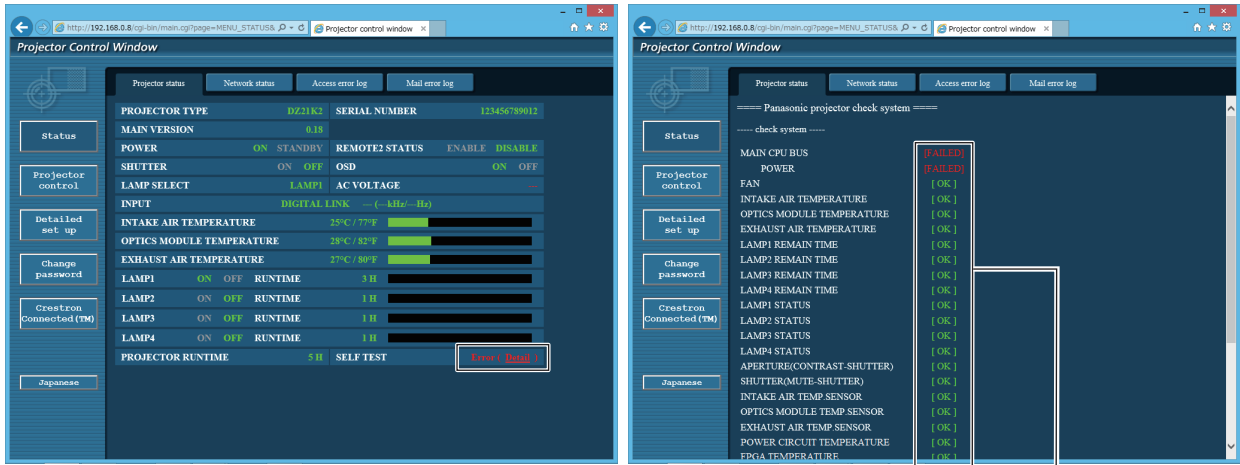 http://192.168.0.8/cgi-bin/main.cgi?page=MENU_STATUS&
Projector control window
Projector Control Window
Projector status Network status Access error log Mail error log
Status
Projector control
Detailed set up
Change password
Crestron Connected(TM)
Japanese
PROJECTOR TYPE DZ21K2 SERIAL NUMBER 123456789012
MAIN VERSION 0.18
POWER ON STANDBY REMOTE2 STATUS ENABLE DISABLE
SHUTTER ON OFF OSD ON OFF
LAMP SELECT LAMP1 AC VOLTAGE ---
INPUT DIGITAL LINK --- (---kHz/---Hz)
INTAKE AIR TEMPERATURE 25°C / 77°F
OPTICS MODULE TEMPERATURE 28°C / 82°F
EXHAUST AIR TEMPERATURE 27°C / 80°F
LAMP1 ON OFF RUNTIME 3 H
LAMP2 ON OFF RUNTIME 1 H
LAMP3 ON OFF RUNTIME 1 H
LAMP4 ON OFF RUNTIME 1 H
PROJECTOR RUNTIME 5 H SELF TEST Error ( Detail )
http://192.168.0.8/cgi-bin/main.cgi?page=MENU_STATUS&
Projector control window
Projector Control Window
Projector status Network status Access error log Mail error log
Status
Projector control
Detailed set up
Change password
Crestron Connected(TM)
Japanese
==== Panasonic projector check system ====
----- check system -----
MAIN CPU BUS [FAILED]
POWER [FAILED]
FAN [ OK ]
INTAKE AIR TEMPERATURE [ OK ]
OPTICS MODULE TEMPERATURE [ OK ]
EXHAUST AIR TEMPERATURE [ OK ]
LAMP1 REMAIN TIME [ OK ]
LAMP2 REMAIN TIME [ OK ]
LAMP3 REMAIN TIME [ OK ]
LAMP4 REMAIN TIME [ OK ]
LAMP1 STATUS [ OK ]
LAMP2 STATUS [ OK ]
LAMP3 STATUS [ OK ]
LAMP4 STATUS [ OK ]
APERTURE(CONTRAST-SHUTTER) [ OK ]
SHUTTER(MUTE-SHUTTER) [ OK ]
INTAKE AIR TEMP.SENSOR [ OK ]
OPTICS MODULE TEMP.SENSOR [ OK ]
EXHAUST AIR TEMP.SENSOR [ OK ]
POWER CIRCUIT TEMPERATURE [ OK ]
FPGA TEMPERATURE [ OK ]